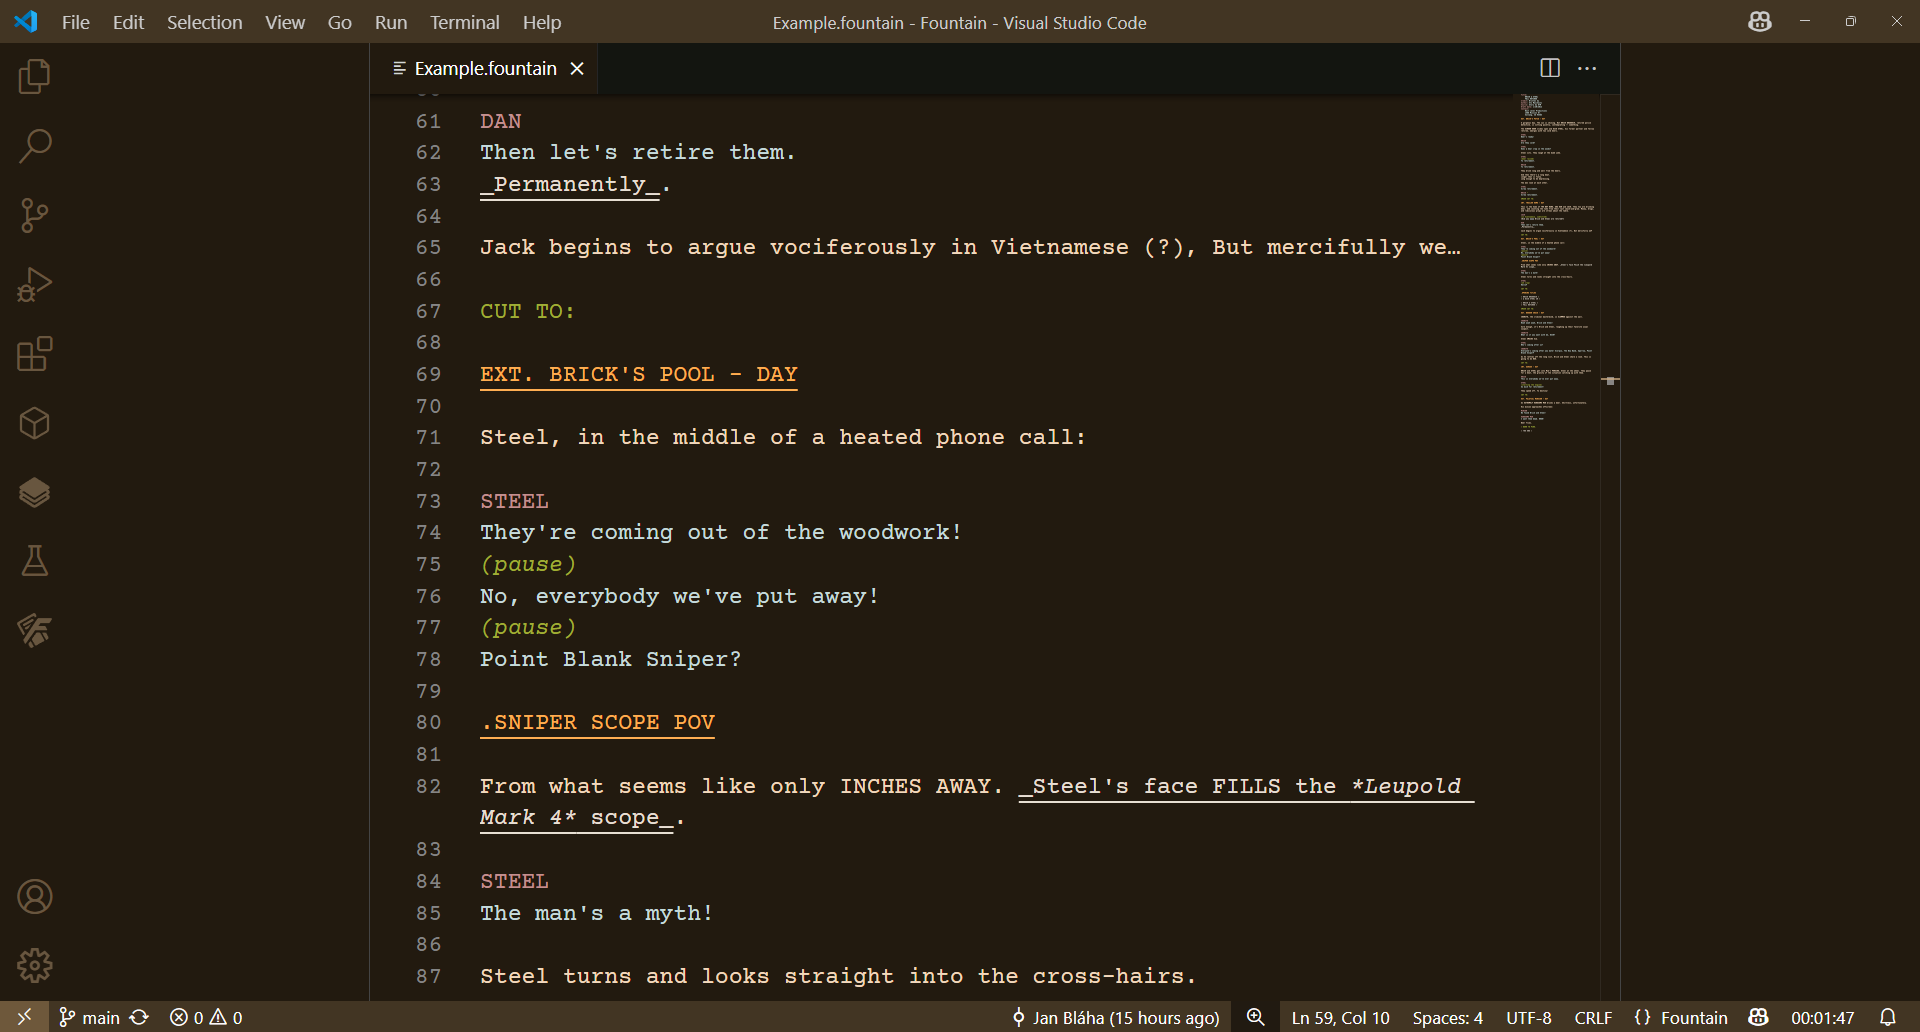 File Edit Selection View Go Run Terminal Help
Example.fountain - Fountain - Visual Studio Code
Example.fountain
61 DAN
62 Then let's retire them.
63 _Permanently_.
64
65 Jack begins to argue vociferously in Vietnamese (?), But mercifully we…
66
67 CUT TO:
68
69 EXT. BRICK'S POOL - DAY
70
71 Steel, in the middle of a heated phone call:
72
73 STEEL
74 They're coming out of the woodwork!
75 (pause)
76 No, everybody we've put away!
77 (pause)
78 Point Blank Sniper?
79
80 .SNIPER SCOPE POV
81
82 From what seems like only INCHES AWAY. _Steel's face FILLS the *Leupold
Mark 4* scope_.
83
84 STEEL
85 The man's a myth!
86
87 Steel turns and looks straight into the cross-hairs.
main 0 0 Jan Bláha (15 hours ago) Ln 59, Col 10 Spaces: 4 UTF-8 CRLF {} Fountain 00:01:47